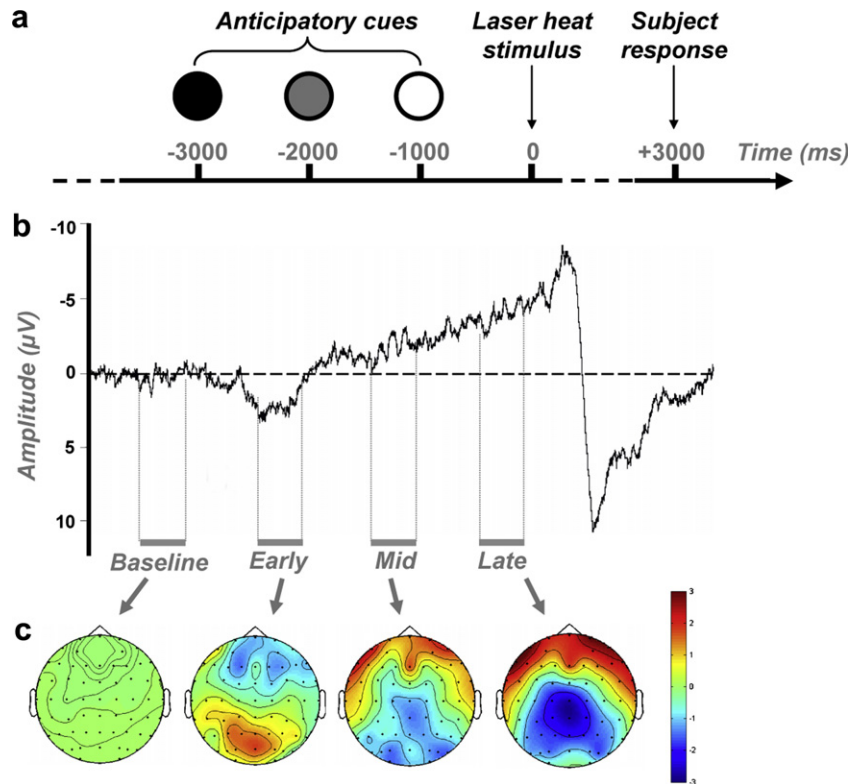 a
Anticipatory cues
Laser heat stimulus
Subject response
-3000 -2000 -1000 0 +3000 Time (ms)
b
Amplitude (µV)
-10
-5
0
5
10
Baseline Early Mid Late
c
3
2
1
0
-1
-2
-3